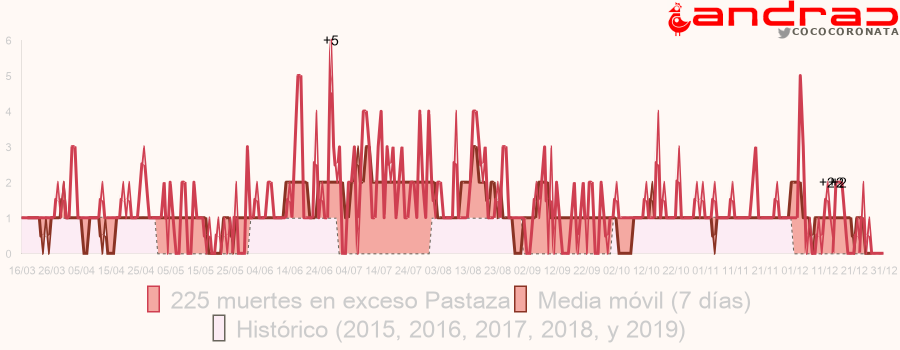 andrac
COCOCORONATA
+5
6
5
4
3
2
1
0
16/03 26/03 05/04 15/04 25/04 05/05 15/05 25/05 04/06 14/06 24/06 04/07 14/07 24/07 03/08 13/08 23/08 02/09 12/09 22/09 02/10 12/10 22/10 01/11 11/11 21/11 01/12 11/12 21/12 31/12
225 muertes en exceso Pastaza Media móvil (7 días)
Histórico (2015, 2016, 2017, 2018, y 2019)